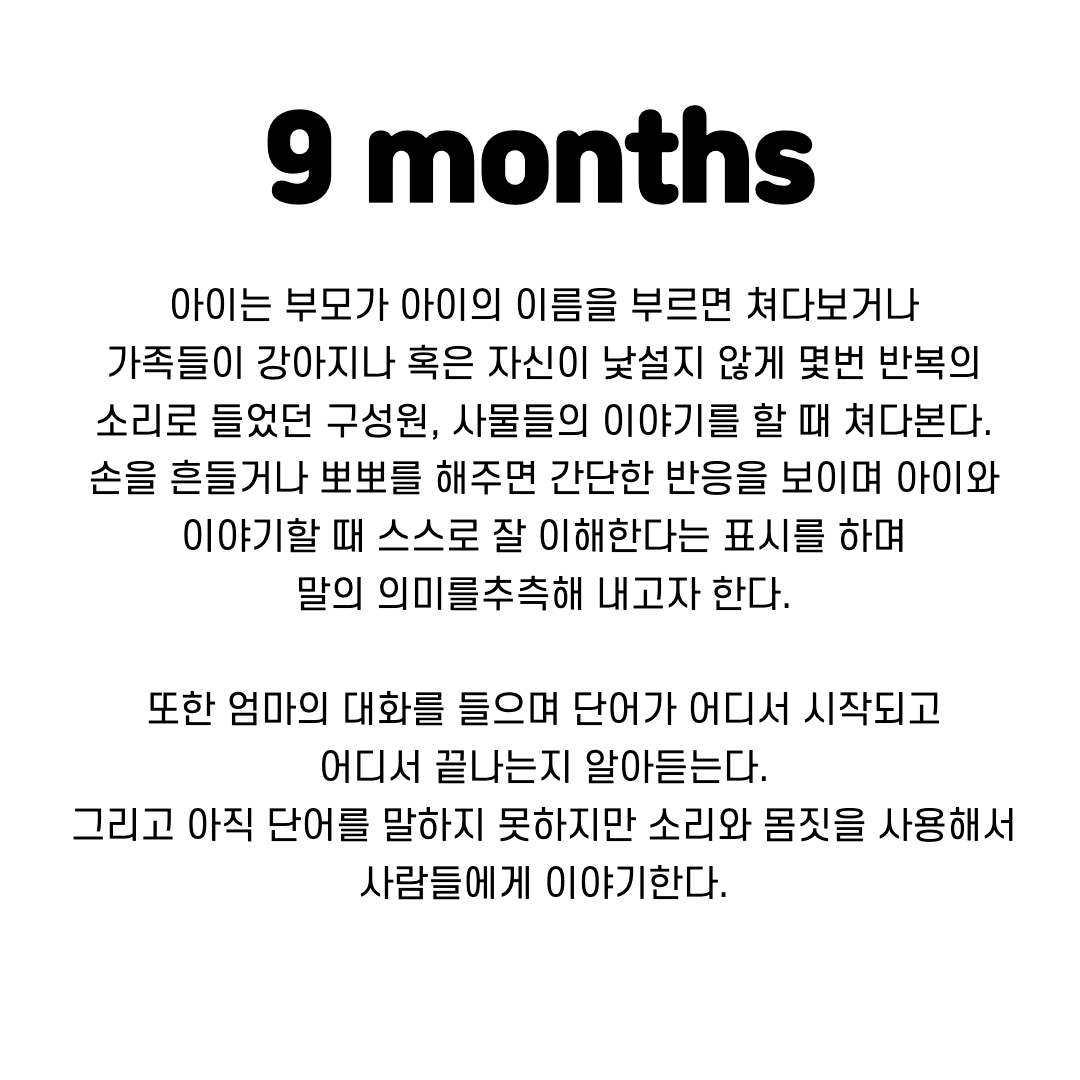 9 months
아이는 부모가 아이의 이름을 부르면 쳐다보거나
가족들이 강아지나 혹은 자신이 낯설지 않게 몇번 반복의
소리로 들었던 구성원, 사물들의 이야기를 할 때 쳐다본다.
손을 흔들거나 뽀뽀를 해주면 간단한 반응을 보이며 아이와
이야기할 때 스스로 잘 이해한다는 표시를 하며
말의 의미를추측해 내고자 한다.
또한 엄마의 대화를 들으며 단어가 어디서 시작되고
어디서 끝나는지 알아듣는다.
그리고 아직 단어를 말하지 못하지만 소리와 몸짓을 사용해서
사람들에게 이야기한다.